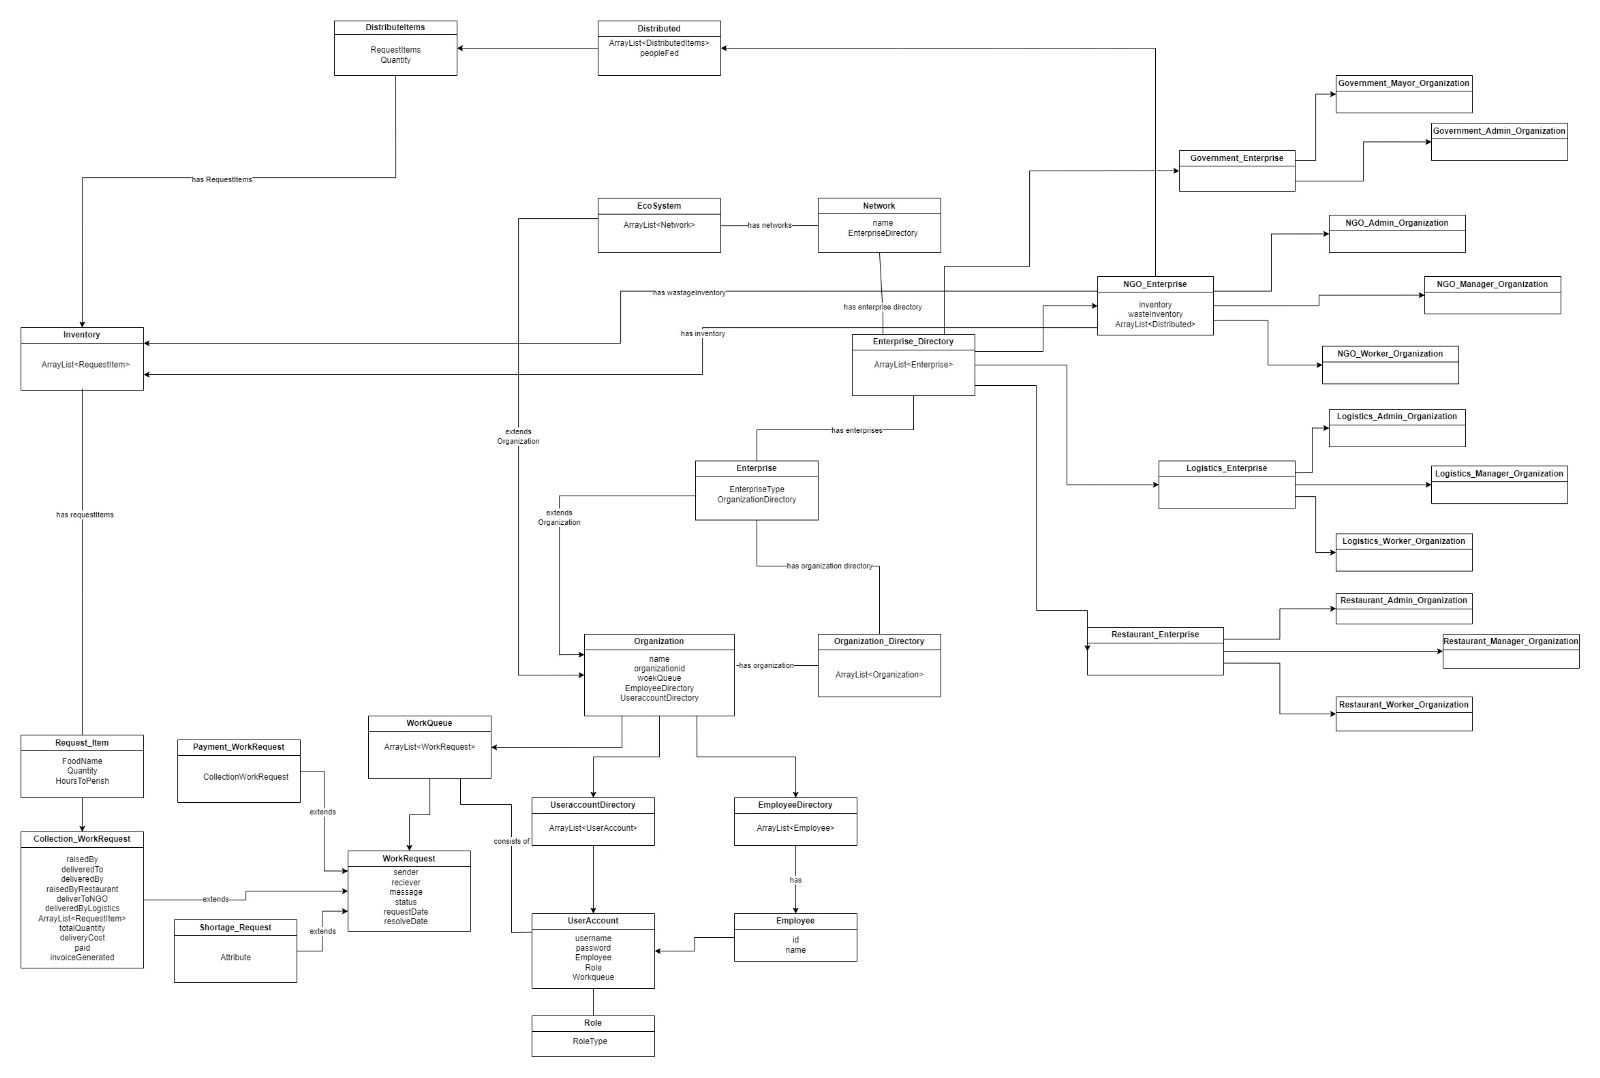 DistributeItems
RequestItems
Quantity
Distributed
ArrayList<DistributedItems>
peopleFed
Government_Mayor_Organization
Government_Admin_Organization
Government_Enterprise
has RequestItems
EcoSystem
ArrayList<Network>
has networks
Network
name
EnterpriseDirectory
NGO_Admin_Organization
NGO_Enterprise
inventory
wasteInventory
ArrayList<Distributed>
NGO_Manager_Organization
NGO_Worker_Organization
has wastageInventory
has enterprise directory
has inventory
Inventory
ArrayList<RequestItem>
Enterprise_Directory
ArrayList<Enterprise>
extends
Organization
has enterprises
Logistics_Admin_Organization
Enterprise
EnterpriseType
OrganizationDirectory
Logistics_Enterprise
Logistics_Manager_Organization
has requestItems
extends
Organization
Logistics_Worker_Organization
has organization directory
Restaurant_Admin_Organization
Organization
name
organizationid
woekQueue
EmployeeDirectory
UseraccountDirectory
has organization
Organization_Directory
ArrayList<Organization>
Restaurant_Enterprise
Restaurant_Manager_Organization
Restaurant_Worker_Organization
Request_Item
FoodName
Quantity
HoursToPerish
Payment_WorkRequest
CollectionWorkRequest
WorkQueue
ArrayList<WorkRequest>
extends
UseraccountDirectory
ArrayList<UserAccount>
EmployeeDirectory
ArrayList<Employee>
consists of
Collection_WorkRequest
raisedBy
deliveredTo
deliveredBy
raisedByRestaurant
deliverToNGO
deliveredByLogistics
ArrayList<RequestItem>
totalQuantity
deliveryCost
paid
invoiceGenerated
extends
WorkRequest
sender
reciever
message
status
requestDate
resolveDate
has
Shortage_Request
Attribute
extends
UserAccount
username
password
Employee
Role
Workqueue
Employee
id
name
Role
RoleType